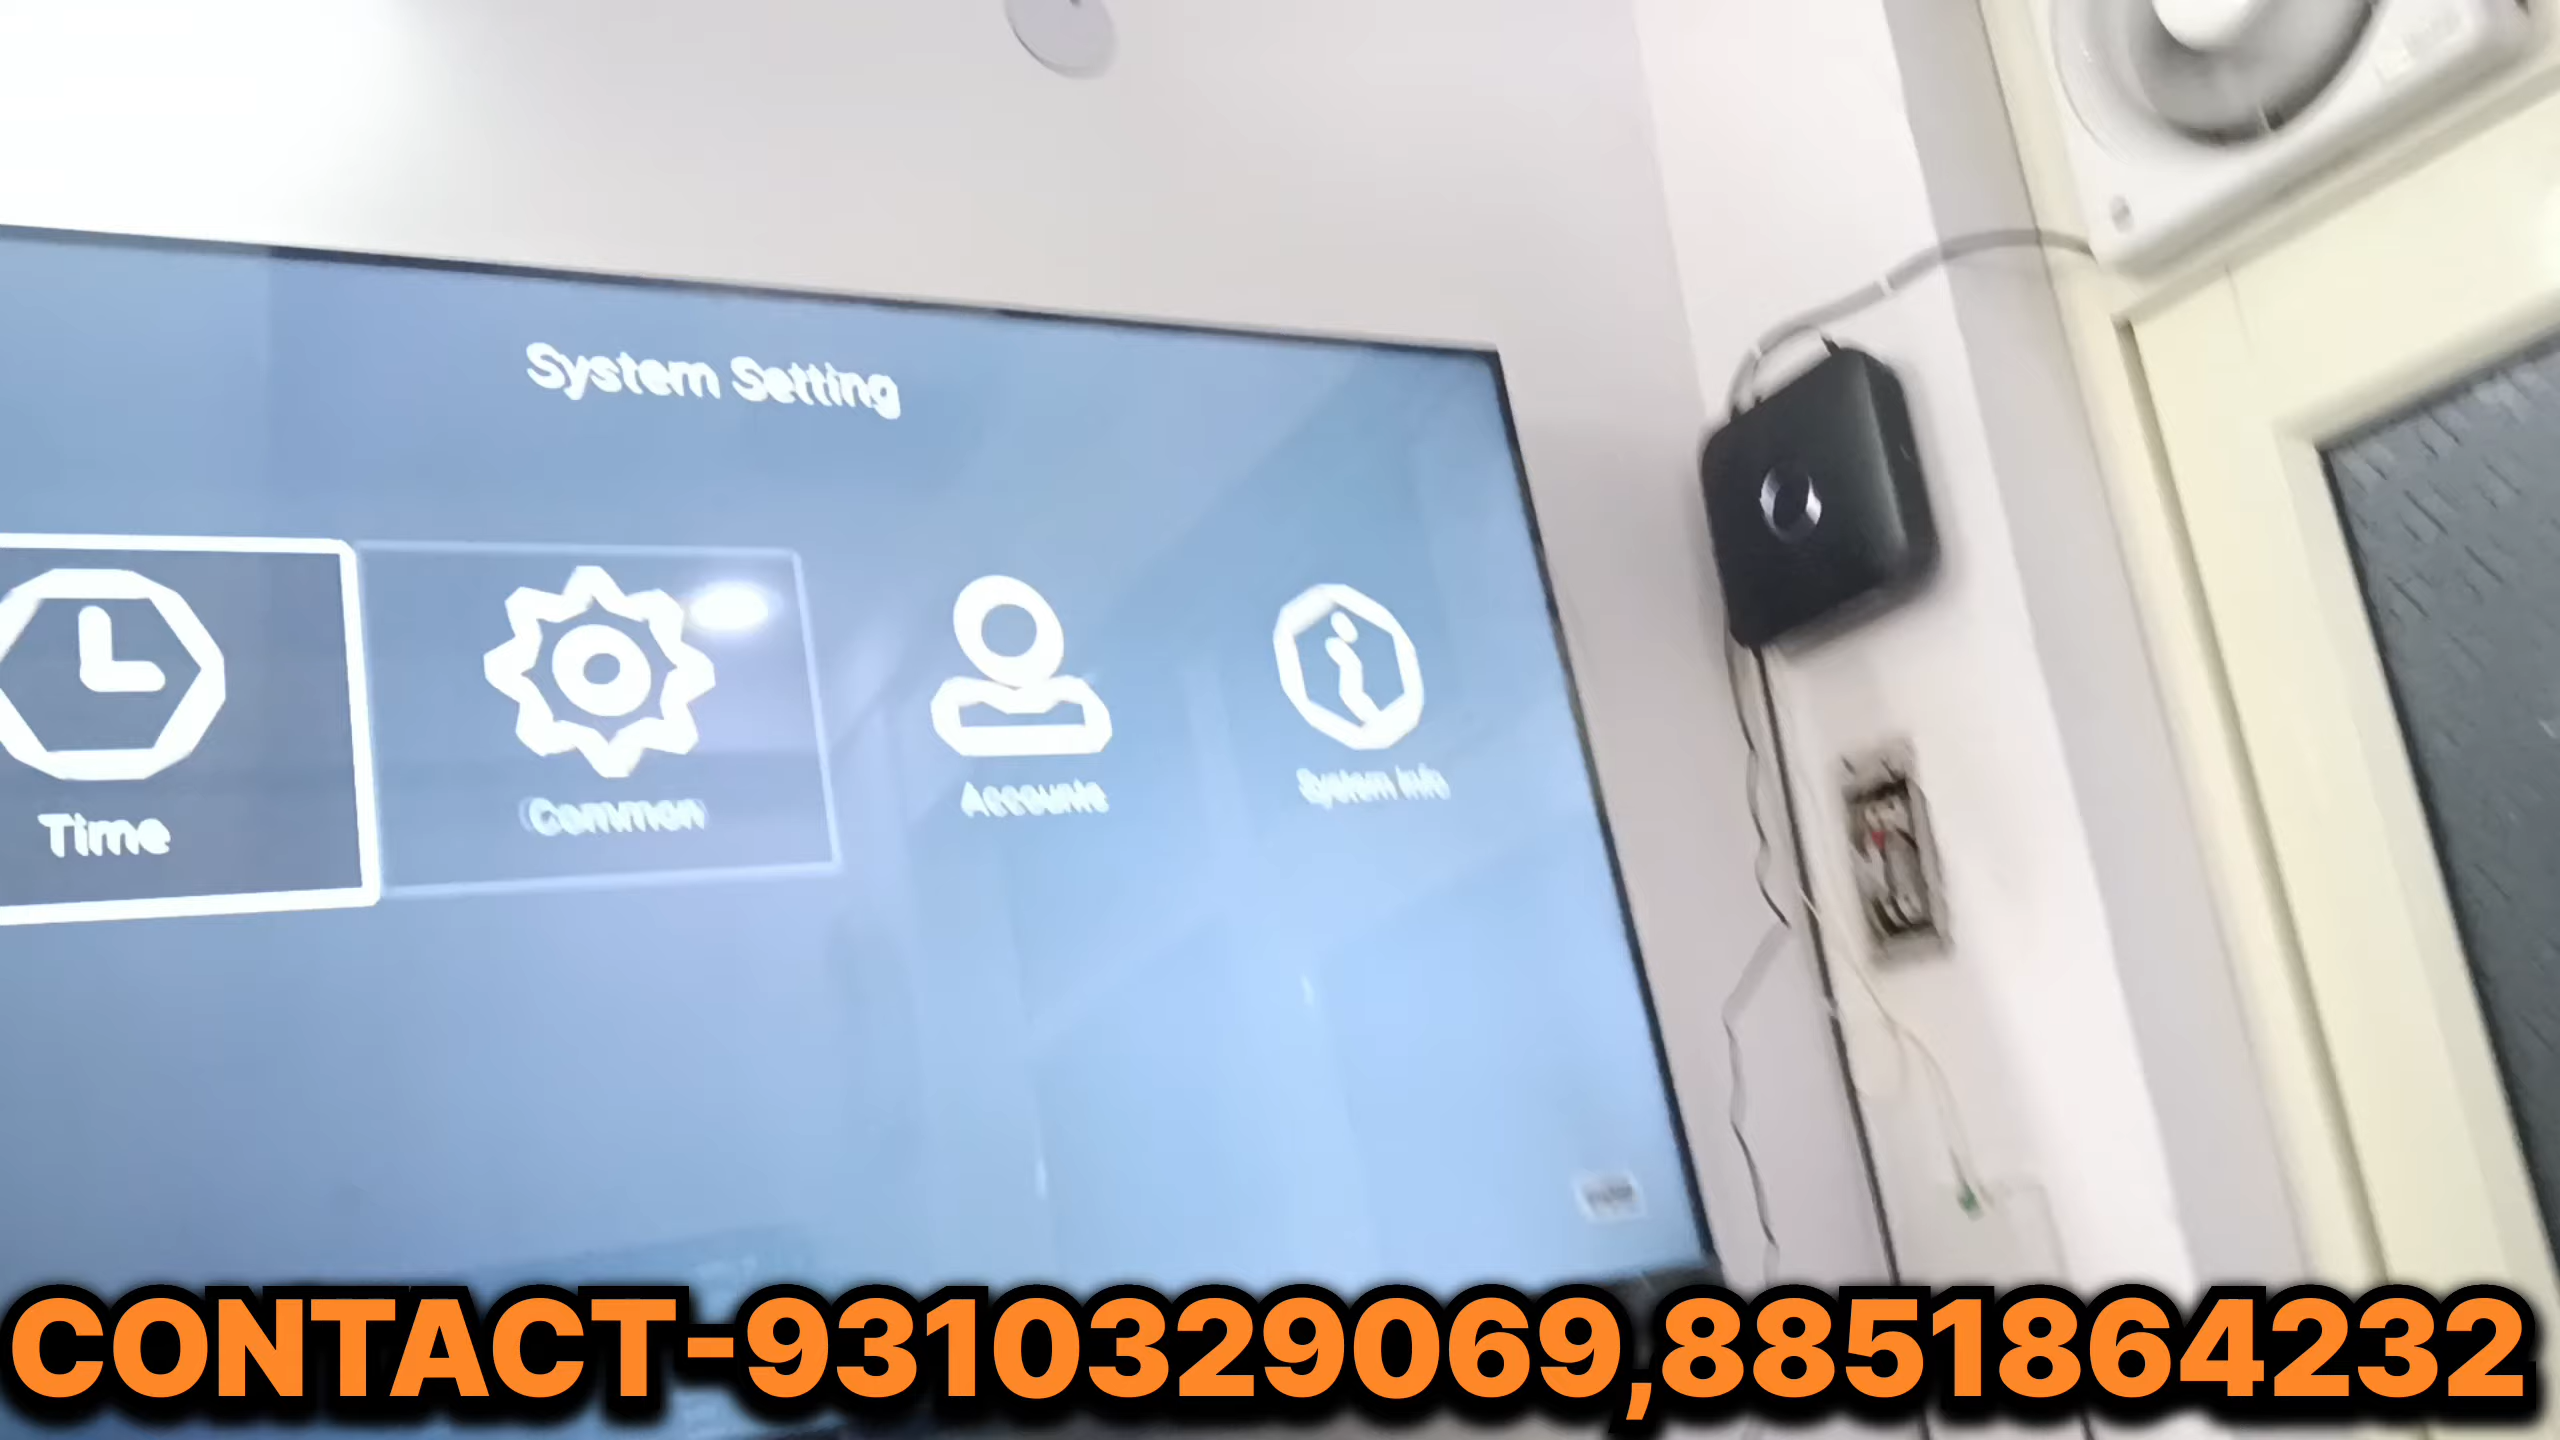 System Setting
Time
Common
Accounts
System Info
CONTACT-9310329069,8851864232